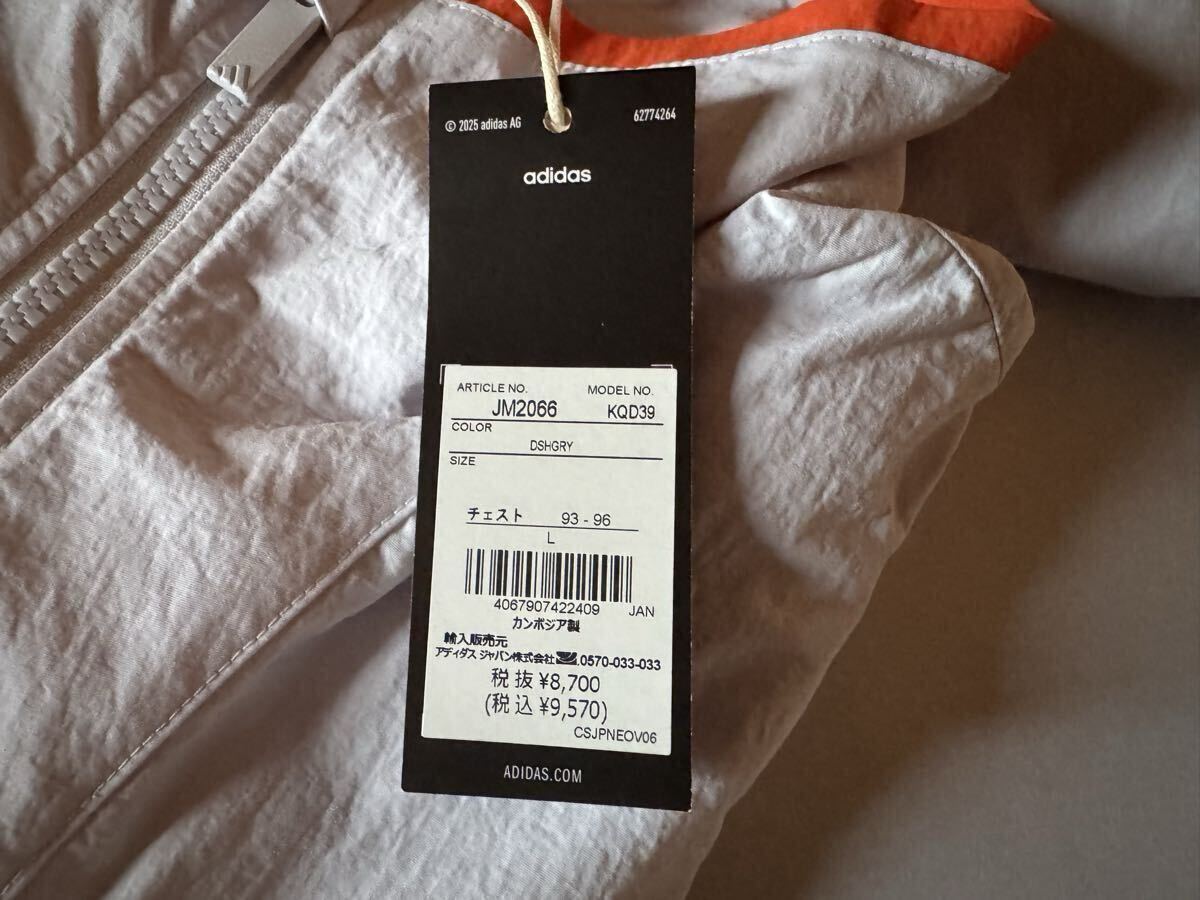 © 2025 adidas AG 62774264
adidas
ARTICLE NO. MODEL NO.
JM2066 KQD39
COLOR
DSHGRY
SIZE
チェスト 93 - 96
L
4067907422409 JAN
カンボジア製
輸入販売元
アディダス ジャパン株式会社 0570-033-033
税抜 ¥8,700
(税込 ¥9,570)
CSJPNEOV06
ADIDAS.COM